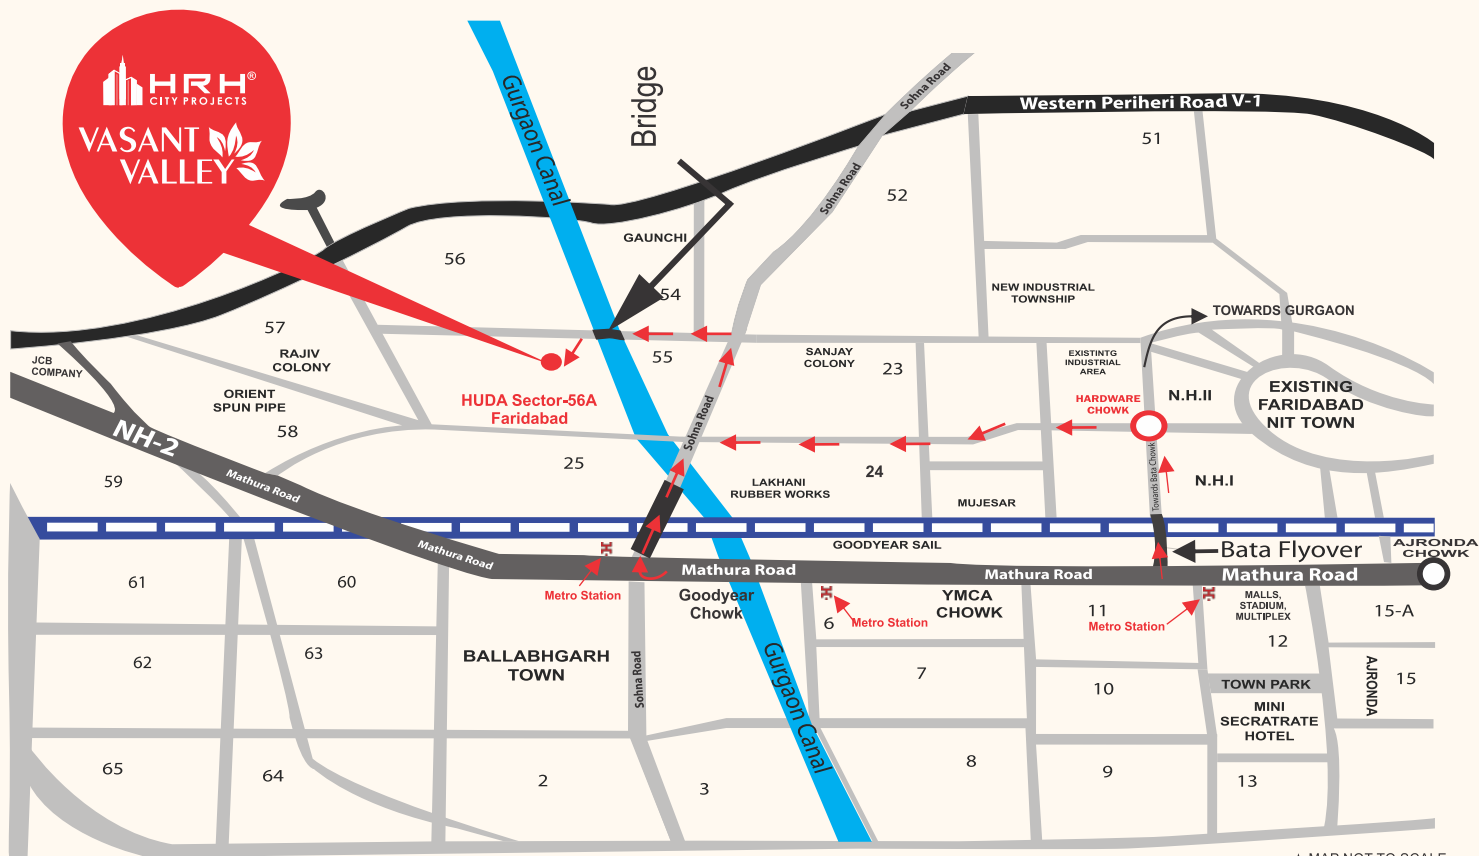 HRH®
CITY PROJECTS
VASANT
VALLEY
Gurgaon Canal
Bridge
Sohna Road
Western Periheri Road V-1
51
Sohna Road
52
GAUNCHI
56
54
NEW INDUSTRIAL
TOWNSHIP
TOWARDS GURGAON
57
RAJIV
COLONY
JCB
COMPANY
55
SANJAY
COLONY
23
EXISTINTG
INDUSTRIAL
AREA
ORIENT
SPUN PIPE
HUDA Sector-56A
Faridabad
HARDWARE
CHOWK
N.H.II
EXISTING
FARIDABAD
NIT TOWN
58
NH-2
Sohna Road
25
24
59
Mathura Road
LAKHANI
RUBBER WORKS
MUJESAR
Towards Bata Chowk
N.H.I
Mathura Road
GOODYEAR SAIL
Bata Flyover
AJRONDA
CHOWK
Mathura Road
Mathura Road
Mathura Road
61
60
Metro Station
Goodyear
Chowk
6
Metro Station
YMCA
CHOWK
11
Metro Station
MALLS,
STADIUM,
MULTIPLEX
12
15-A
62
63
BALLABHGARH
TOWN
Sohna Road
Gurgaon Canal
7
10
TOWN PARK
AJRONDA
15
MINI
SECRATRATE
HOTEL
65
64
2
3
8
9
13